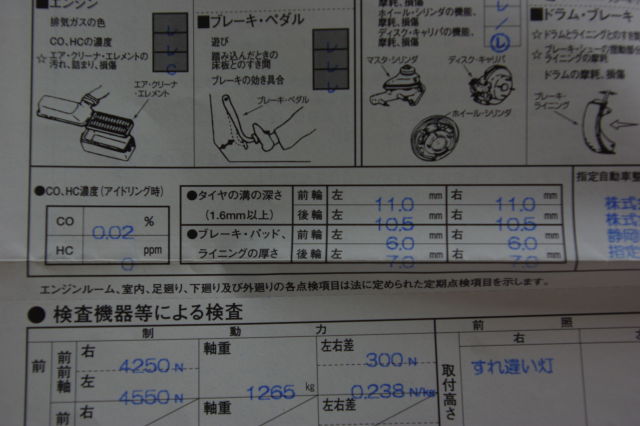 エンジン
排気ガスの色 レ
CO、HCの濃度 レ
☆エア・クリーナ・エレメントの汚れ、詰まり、損傷 C
エア・クリーナ・エレメント
ブレーキ・ペダル
遊び レ
踏み込んだときの床板とのすき間 レ
ブレーキの効き具合 レ
ブレーキ・ペダル
摩耗、損傷 レ
ホイール・シリンダの機能、摩耗、損傷 /
ディスク・キャリパの機能、摩耗、損傷 Ⓛ
マスタ・シリンダ
ディスク・キャリパ
ホイール・シリンダ
ドラム・ブレーキ
☆ドラムとライニングとのすき
☆ブレーキ・シューの摺動部分
ライニングの摩耗
ドラムの摩耗、損傷
ブレーキ・ライニング
●CO、HC濃度(アイドリング時)
CO 0.02 %
HC 0 ppm
●タイヤの溝の深さ 前輪 左 11.0 mm 右 11.0 mm
(1.6mm以上) 後輪 左 10.5 mm 右 10.5 mm
●ブレーキ・パッド、 前輪 左 6.0 mm 右 6.0 mm
ライニングの厚さ 後輪 左 7.0 mm 右 7.0 mm
指定自動車整
株式
株式
静岡
指定
エンジンルーム、室内、足廻り、下廻り及び外廻りの各点検項目は法に定められた定期点検項目を示します。
●検査機器等による検査
制動力
前 前前軸 右 4250 N 軸重 左右差 300 N
左 4550 N 1265 kg 0.238 N/kg
前 右 軸重 左右差
前照
右
取付高さ すれ違い灯